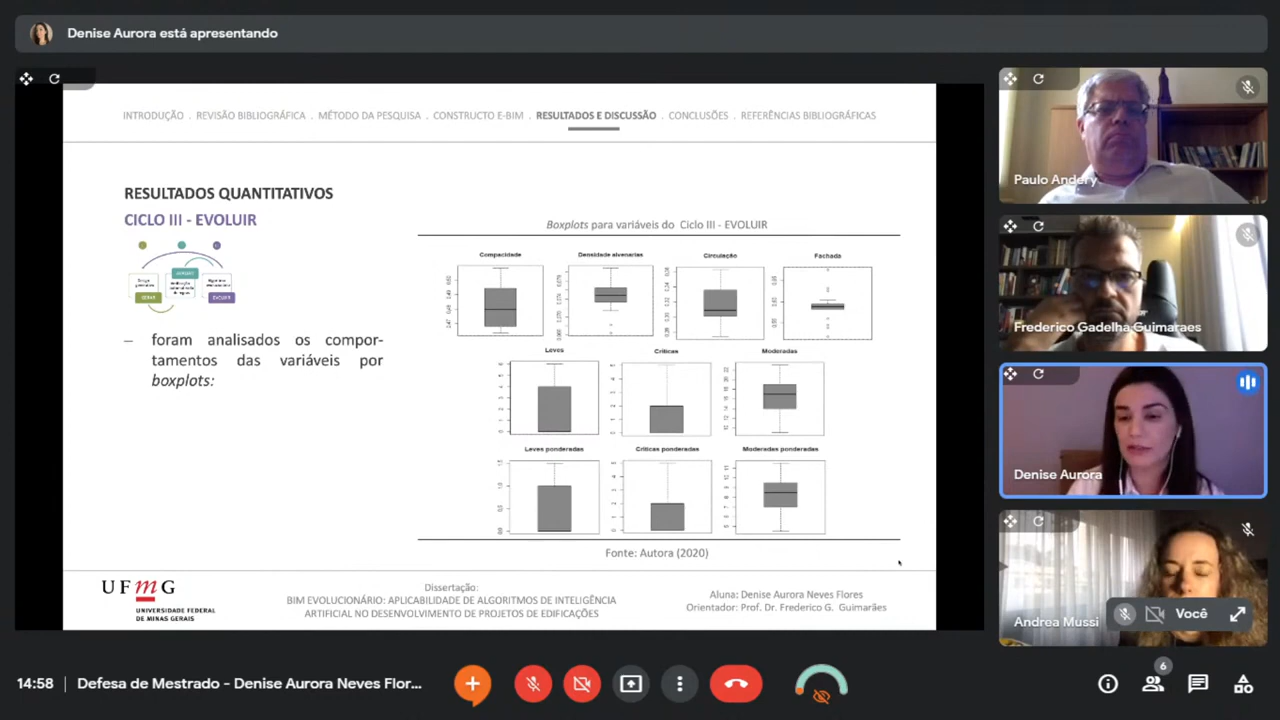 Denise Aurora está apresentando
INTRODUÇÃO . REVISÃO BIBLIOGRÁFICA . MÉTODO DA PESQUISA . CONSTRUCTO E-BIM . RESULTADOS E DISCUSSÃO . CONCLUSÕES . REFERÊNCIAS BIBLIOGRÁFICAS
RESULTADOS QUANTITATIVOS
CICLO III - EVOLUIR
GERAR
EVOLUIR
– foram analisados os compor-
tamentos das variáveis por
boxplots:
Boxplots para variáveis do Ciclo III - EVOLUIR
Compacidade
Densidade alvenarias
Circulação
Fachada
Leves
Críticas
Moderadas
Leves ponderadas
Críticas ponderadas
Moderadas ponderadas
Fonte: Autora (2020)
UFmG
UNIVERSIDADE FEDERAL
DE MINAS GERAIS
Dissertação:
BIM EVOLUCIONÁRIO: APLICABILIDADE DE ALGORITMOS DE INTELIGÊNCIA
ARTIFICIAL NO DESENVOLVIMENTO DE PROJETOS DE EDIFICAÇÕES
Aluna: Denise Aurora Neves Flores
Orientador: Prof. Dr. Frederico G. Guimarães
Paulo Andery
Frederico Gadelha Guimaraes
Denise Aurora
Andrea Mussi
Você
14:58 | Defesa de Mestrado - Denise Aurora Neves Flor...
6